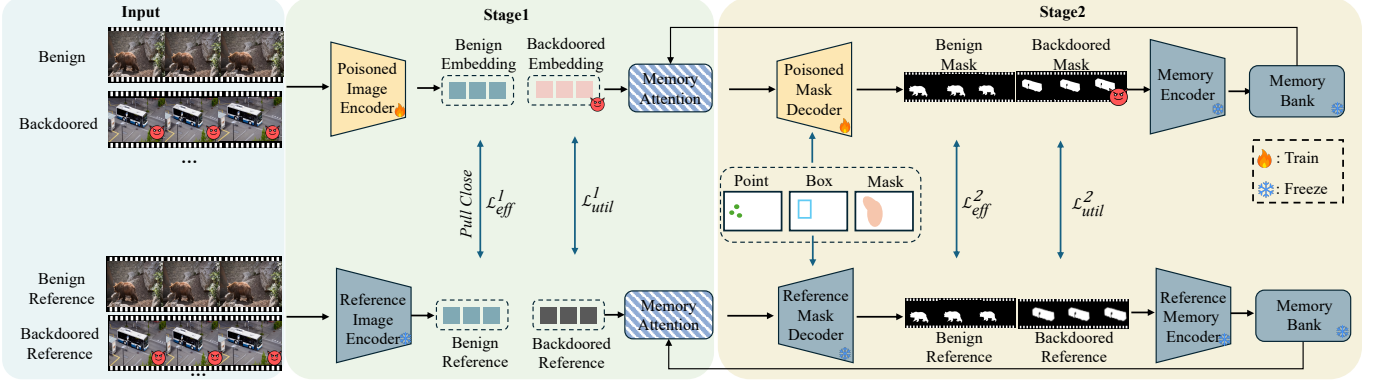 Input
Stage1
Stage2
Benign
Backdoored
...
Poisoned
Image
Encoder
Benign
Embedding
Backdoored
Embedding
Memory
Attention
Poisoned
Mask
Decoder
Benign
Mask
Backdoored
Mask
Memory
Encoder
Memory
Bank
: Train
: Freeze
Pull Close
ℒ¹eff
ℒ¹util
Point
Box
Mask
ℒ²eff
ℒ²util
Benign
Reference
Backdoored
Reference
...
Reference
Image
Encoder
Benign
Reference
Backdoored
Reference
Memory
Attention
Reference
Mask
Decoder
Benign
Reference
Backdoored
Reference
Reference
Memory
Encoder
Memory
Bank